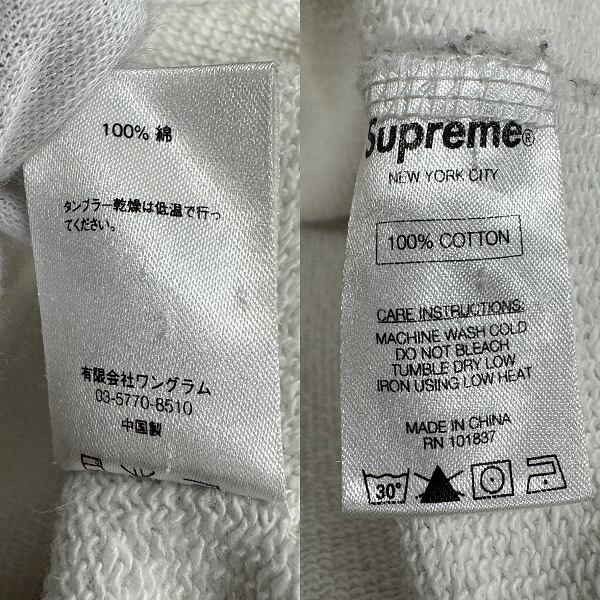 100% 綿
タンブラー乾燥は低温で行っ
てください。
有限会社ワングラム
03-5770-8510
中国製
Supreme®
NEW YORK CITY
100% COTTON
CARE INSTRUCTIONS:
MACHINE WASH COLD
DO NOT BLEACH
TUMBLE DRY LOW
IRON USING LOW HEAT
MADE IN CHINA
RN 101837
30°